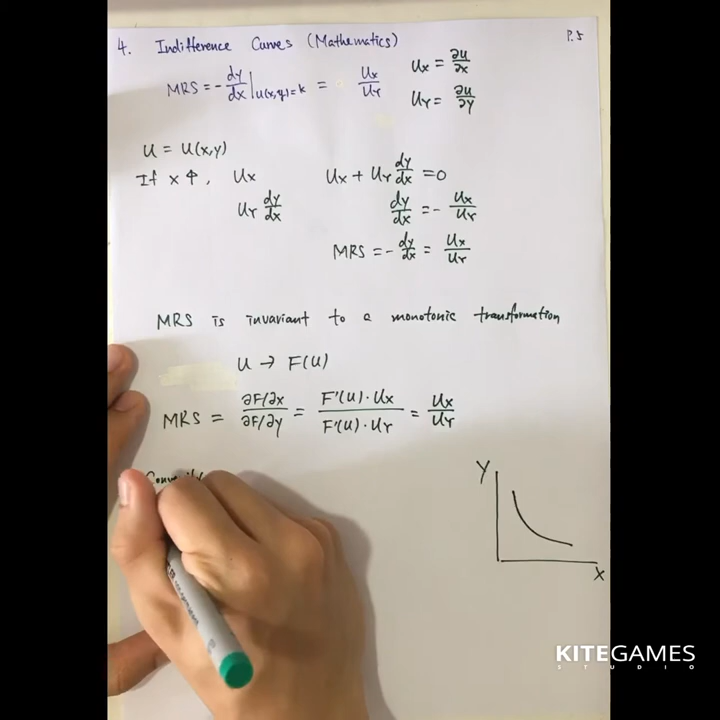 4. Indifference Curves (Mathematics) P.5
MRS = - dy/dx | u(x,y)=k = Ux/UY Ux = ∂u/∂x
UY = ∂u/∂y
U = U(x,y)
If x ↑, Ux Ux + UY dy/dx = 0
UY dy/dx dy/dx = - Ux/UY
MRS = - dy/dx = Ux/UY
MRS is invariant to a monotonic transformation
U → F(U)
MRS = ∂F/∂x / ∂F/∂y = F'(U)·Ux / F'(U)·UY = Ux/UY
Y
X
KITEGAMES
STUDIO